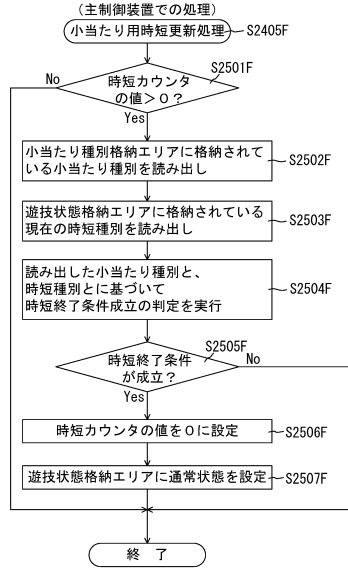 (主制御装置での処理)
小当たり用時短更新処理
S2405F
S2501F
No
時短カウンタ
の値>0?
Yes
小当たり種別格納エリアに格納されて
いる小当たり種別を読み出し
S2502F
遊技状態格納エリアに格納されている
現在の時短種別を読み出し
S2503F
読み出した小当たり種別と、
時短種別とに基づいて
時短終了条件成立の判定を実行
S2504F
S2505F
時短終了条件
が成立?
No
Yes
時短カウンタの値を0に設定
S2506F
遊技状態格納エリアに通常状態を設定
S2507F
終 了